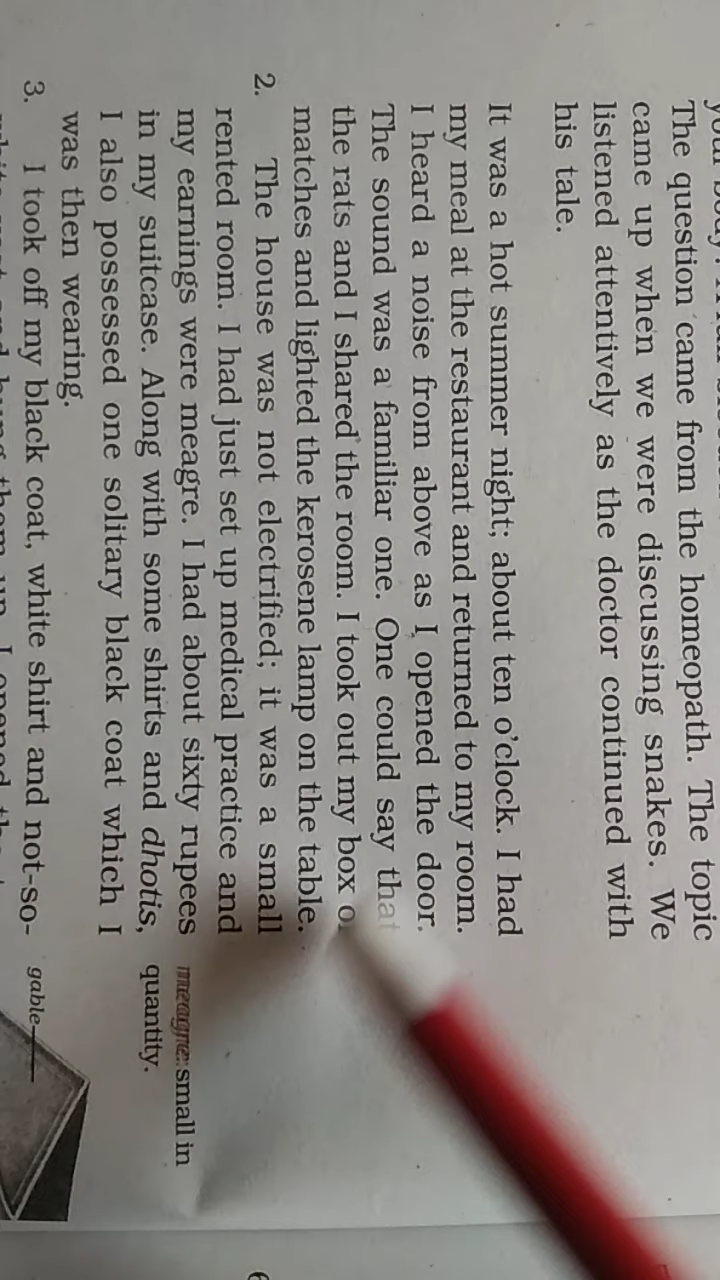 The question came from the homeopath. The topic
came up when we were discussing snakes. We
listened attentively as the doctor continued with
his tale.
It was a hot summer night; about ten o'clock. I had
my meal at the restaurant and returned to my room.
I heard a noise from above as I opened the door.
The sound was a familiar one. One could say that
the rats and I shared the room. I took out my box
matches and lighted the kerosene lamp on the table.
2. The house was not electrified; it was a small
rented room. I had just set up medical practice and
my earnings were meagre. I had about sixty rupees
in my suitcase. Along with some shirts and dhotis,
I also possessed one solitary black coat which I
was then wearing.
3. I took off my black coat, white shirt and not-so-
meagre: small in
quantity.
gable